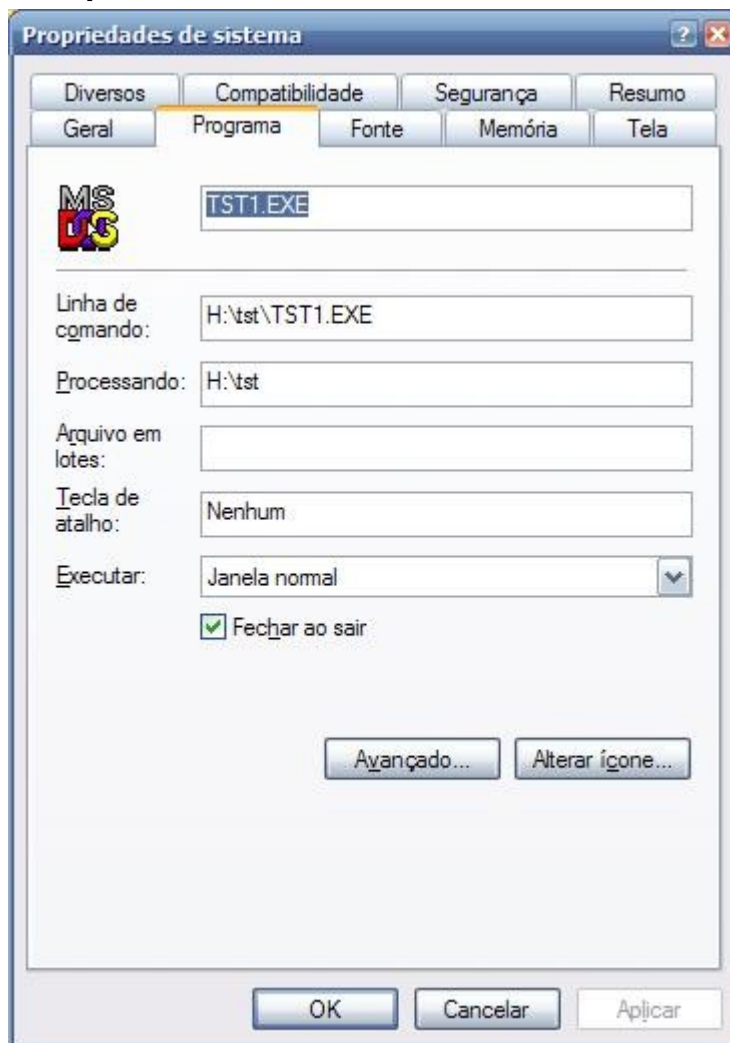 Propriedades de sistema
Diversos Compatibilidade Segurança Resumo
Geral Programa Fonte Memória Tela
MS
DOS
TST1.EXE
Linha de
comando:
H:\tst\TST1.EXE
Processando: H:\tst
Arquivo em
lotes:
Tecla de
atalho:
Nenhum
Executar: Janela normal
Fechar ao sair
Avançado... Alterar ícone...
OK Cancelar Aplicar